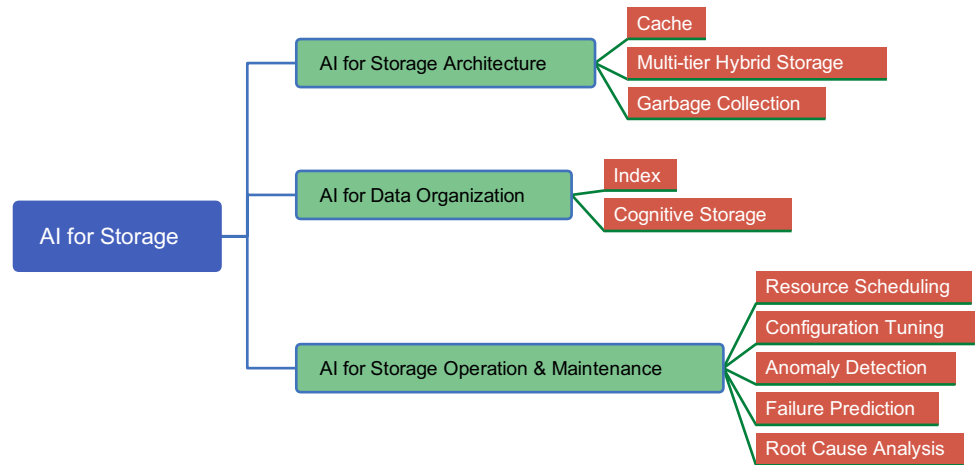 AI for Storage
AI for Storage Architecture
Cache
Multi-tier Hybrid Storage
Garbage Collection
AI for Data Organization
Index
Cognitive Storage
AI for Storage Operation & Maintenance
Resource Scheduling
Configuration Tuning
Anomaly Detection
Failure Prediction
Root Cause Analysis